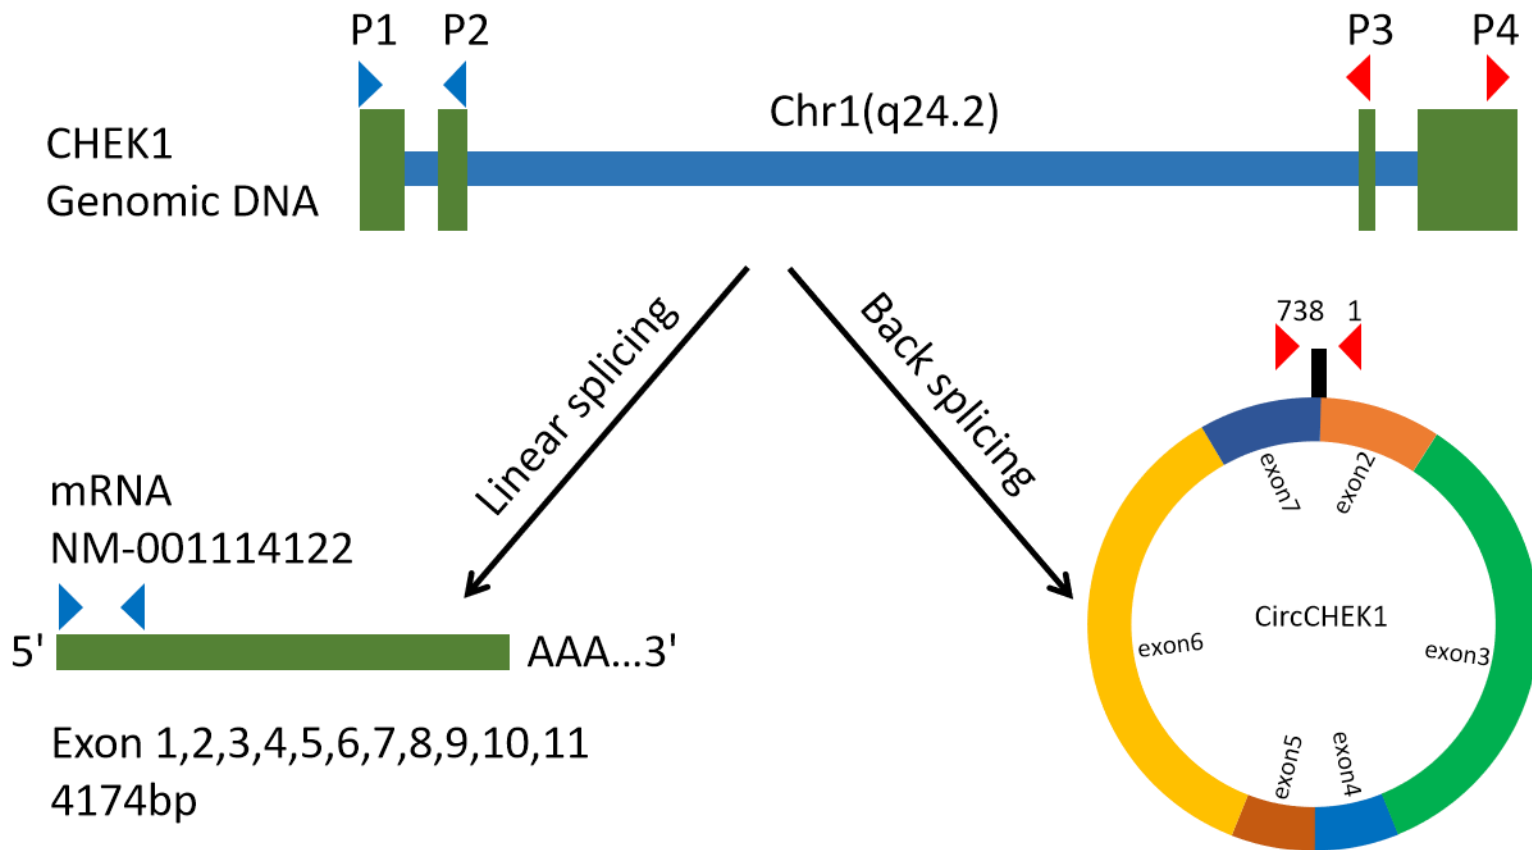 P1
P2
P3
P4
Chr1(q24.2)
CHEK1
Genomic DNA
Linear splicing
Back splicing
738
1
mRNA
NM-001114122
5'
AAA...3'
Exon 1,2,3,4,5,6,7,8,9,10,11
4174bp
exon7
exon2
CircCHEK1
exon6
exon3
exon5
exon4